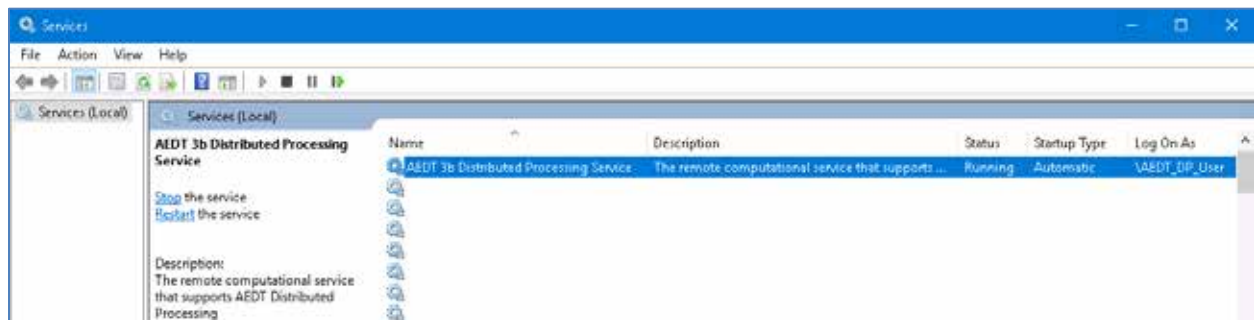 Services
File Action View Help
Services (Local)
Services (Local)
AEDT 3b Distributed Processing
Service
Stop the service
Restart the service
Description:
The remote computational service
that supports AEDT Distributed
Processing
Name Description Status Startup Type Log On As
AEDT 3b Distributed Processing Service The remote computational service that supports ... Running Automatic \AEDT_DP_User